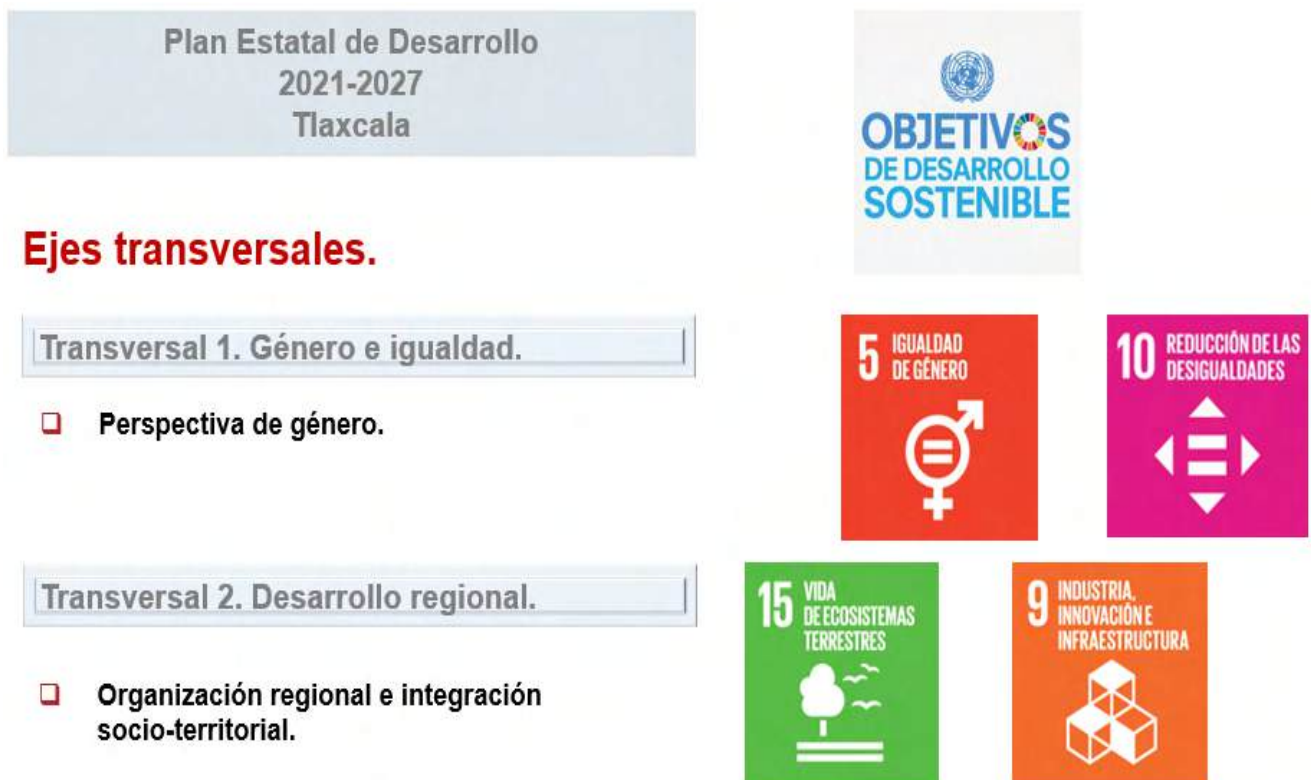 Plan Estatal de Desarrollo
2021-2027
Tlaxcala
OBJETIVOS
DE DESARROLLO
SOSTENIBLE
Ejes transversales.
Transversal 1. Género e igualdad.
Perspectiva de género.
5 IGUALDAD
DE GÉNERO
10 REDUCCIÓN DE LAS
DESIGUALDADES
Transversal 2. Desarrollo regional.
Organización regional e integración
socio-territorial.
15 VIDA
DE ECOSISTEMAS
TERRESTRES
9 INDUSTRIA,
INNOVACIÓN E
INFRAESTRUCTURA